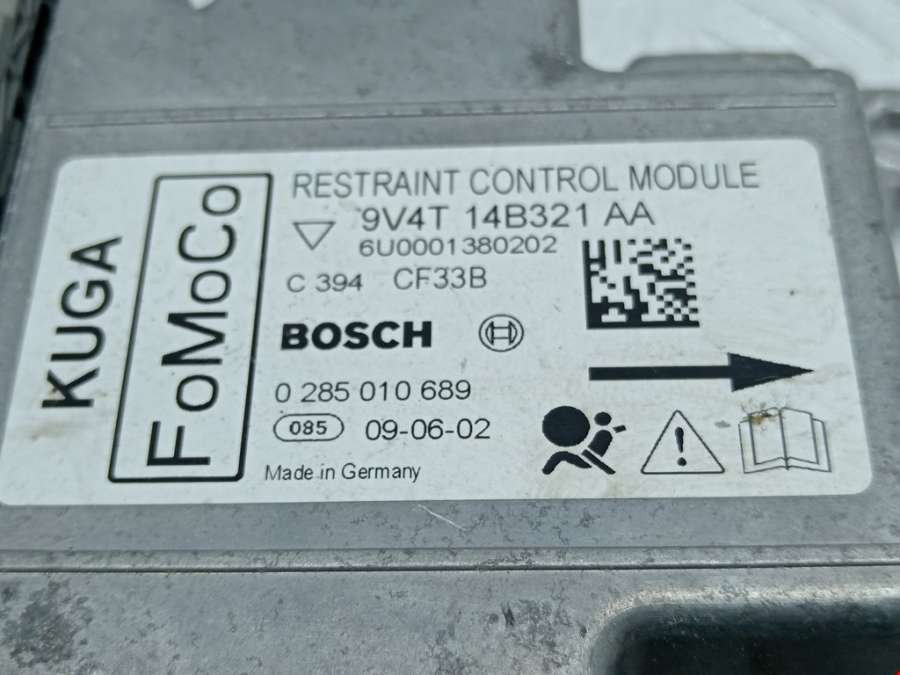 KUGA
FoMoCo
RESTRAINT CONTROL MODULE
9V4T 14B321 AA
6U0001380202
C 394 CF33B
BOSCH
0 285 010 689
085 09-06-02
Made in Germany